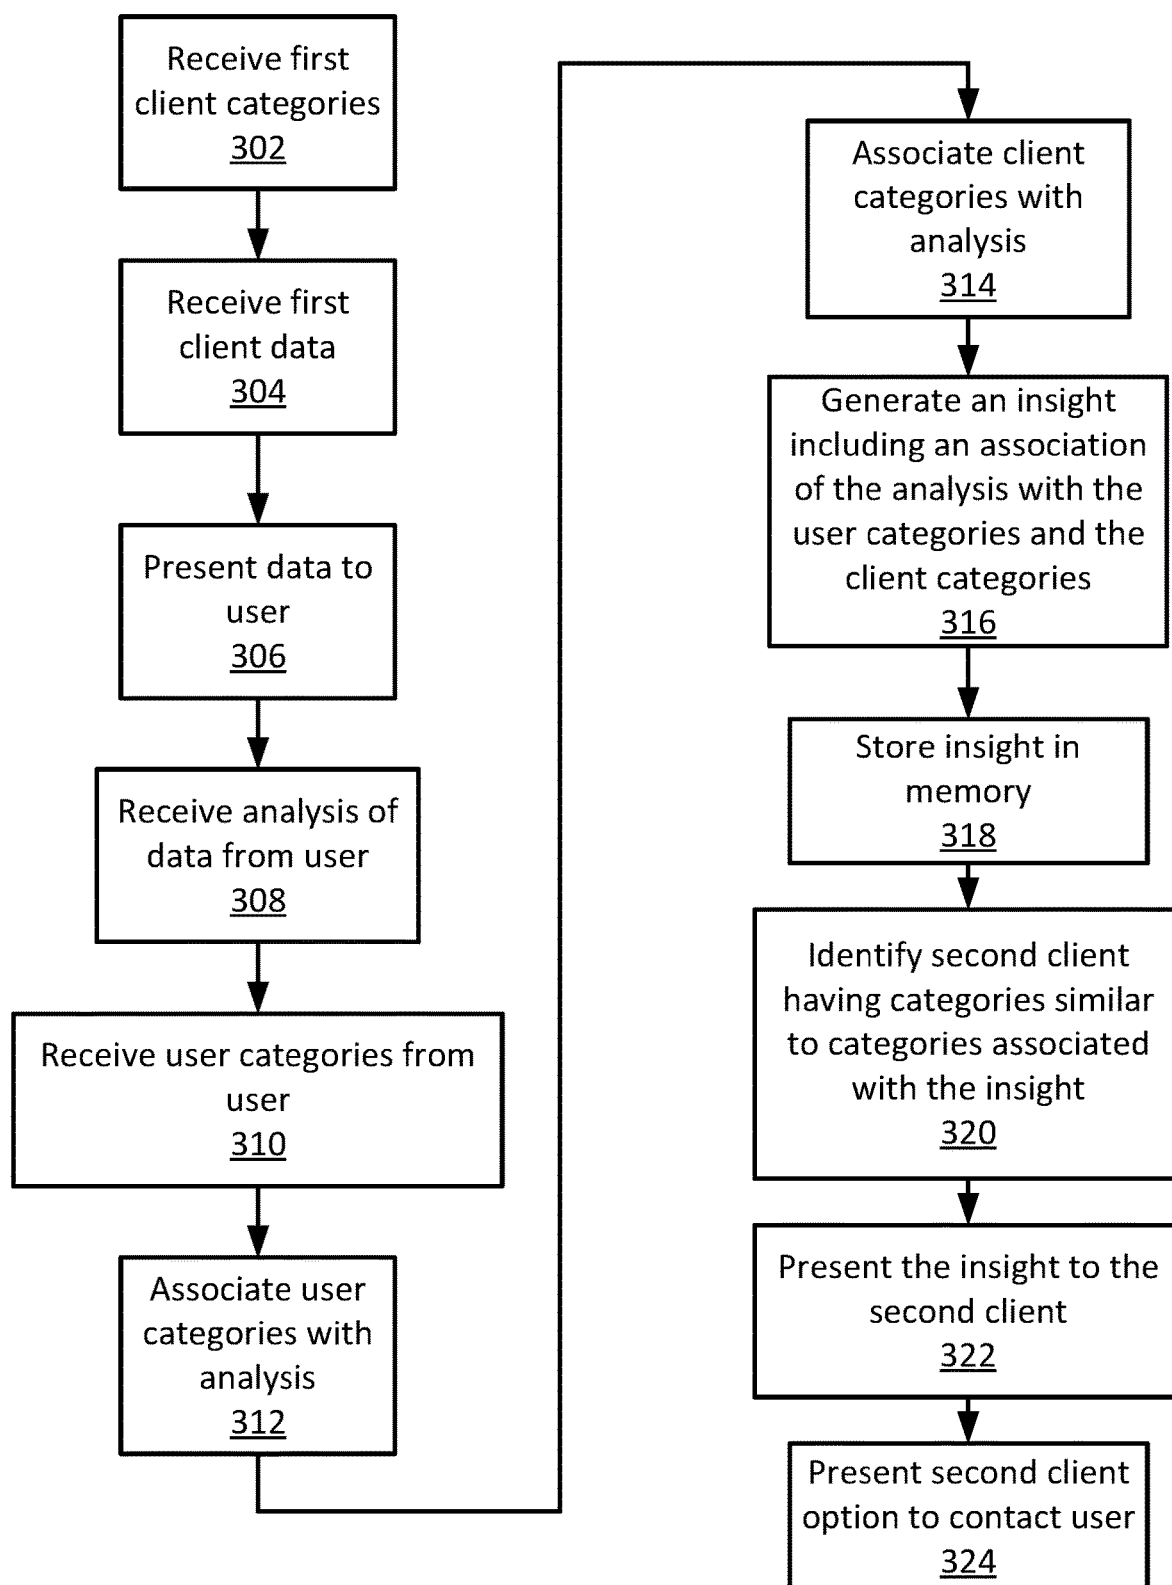 Receive first
client categories
302
Receive first
client data
304
Present data to
user
306
Receive analysis of
data from user
308
Receive user categories from
user
310
Associate user
categories with
analysis
312
Associate client
categories with
analysis
314
Generate an insight
including an association
of the analysis with the
user categories and the
client categories
316
Store insight in
memory
318
Identify second client
having categories similar
to categories associated
with the insight
320
Present the insight to the
second client
322
Present second client
option to contact user
324